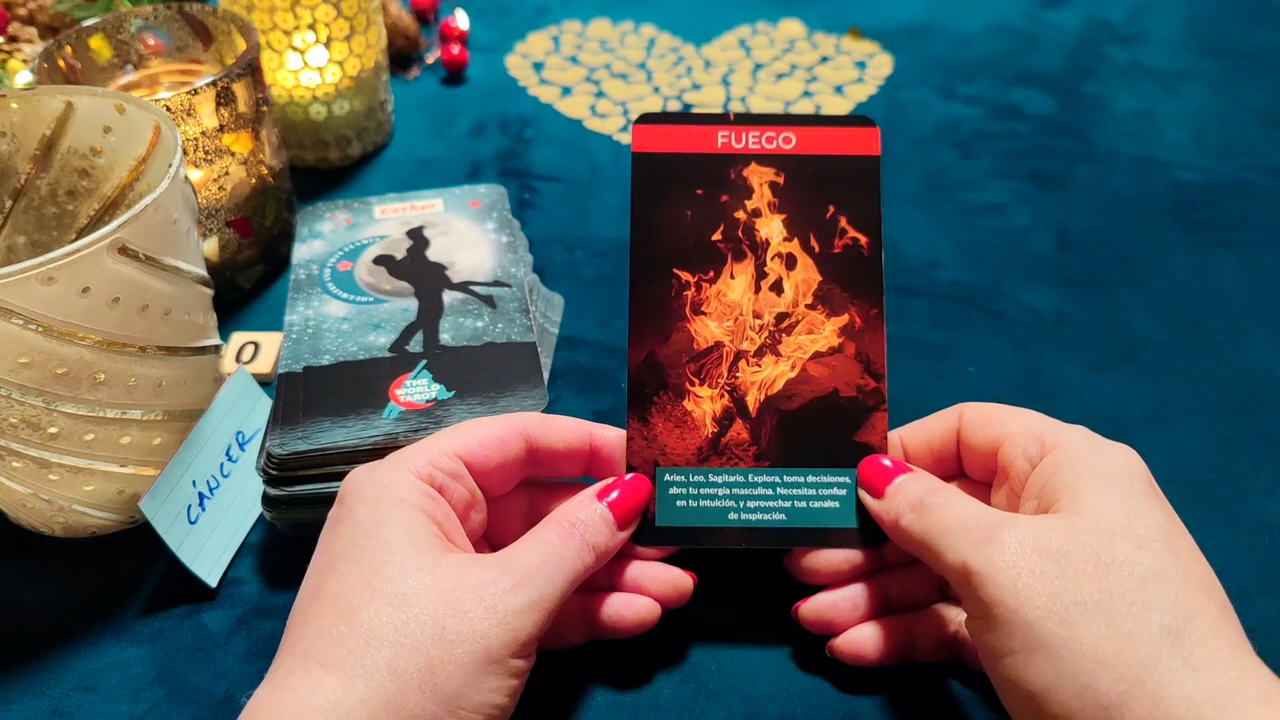 FUEGO
Aries, Leo, Sagitario. Explora, toma decisiones,
abre tu energía masculina. Necesitas confiar
en tu intuición, y aprovechar tus canales
de inspiración.
Esther
THE
WORLD
TAROT
O
CÁNCER